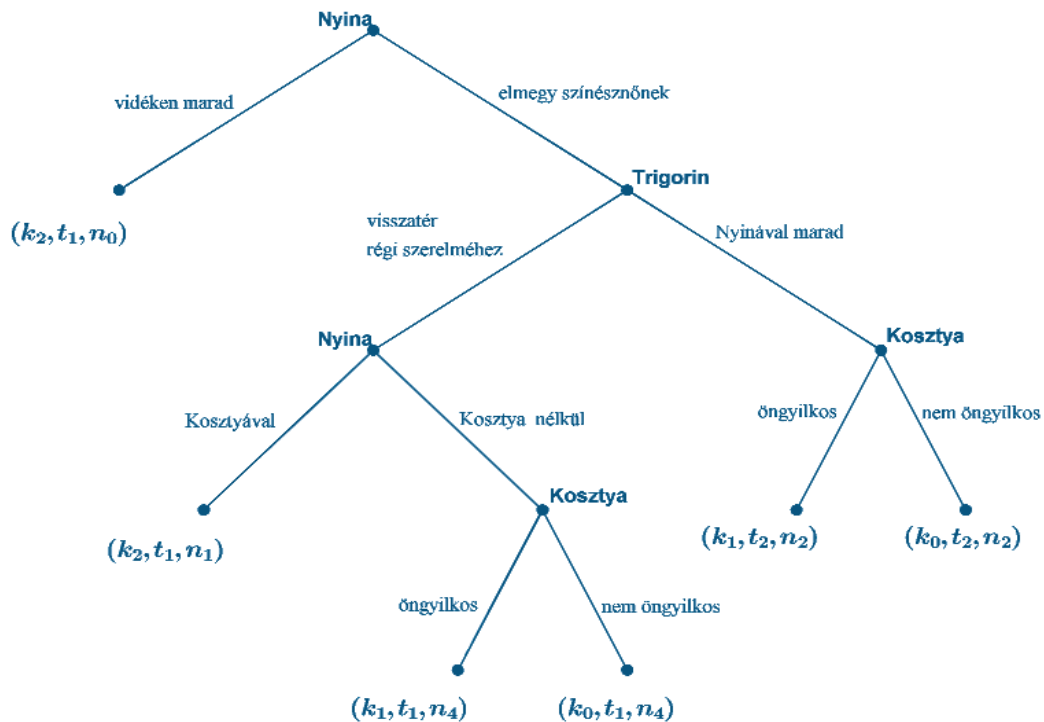 Nyina
vidéken marad
elmegy színésznőnek
Trigorin
(k₂, t₁, n₀)
visszatér
régi szerelméhez
Nyinával marad
Nyina
Kosztya
Kosztyával
Kosztya nélkül
öngyilkos
nem öngyilkos
Kosztya
(k₂, t₁, n₁)
(k₁, t₂, n₂)
(k₀, t₂, n₂)
öngyilkos
nem öngyilkos
(k₁, t₁, n₄)
(k₀, t₁, n₄)